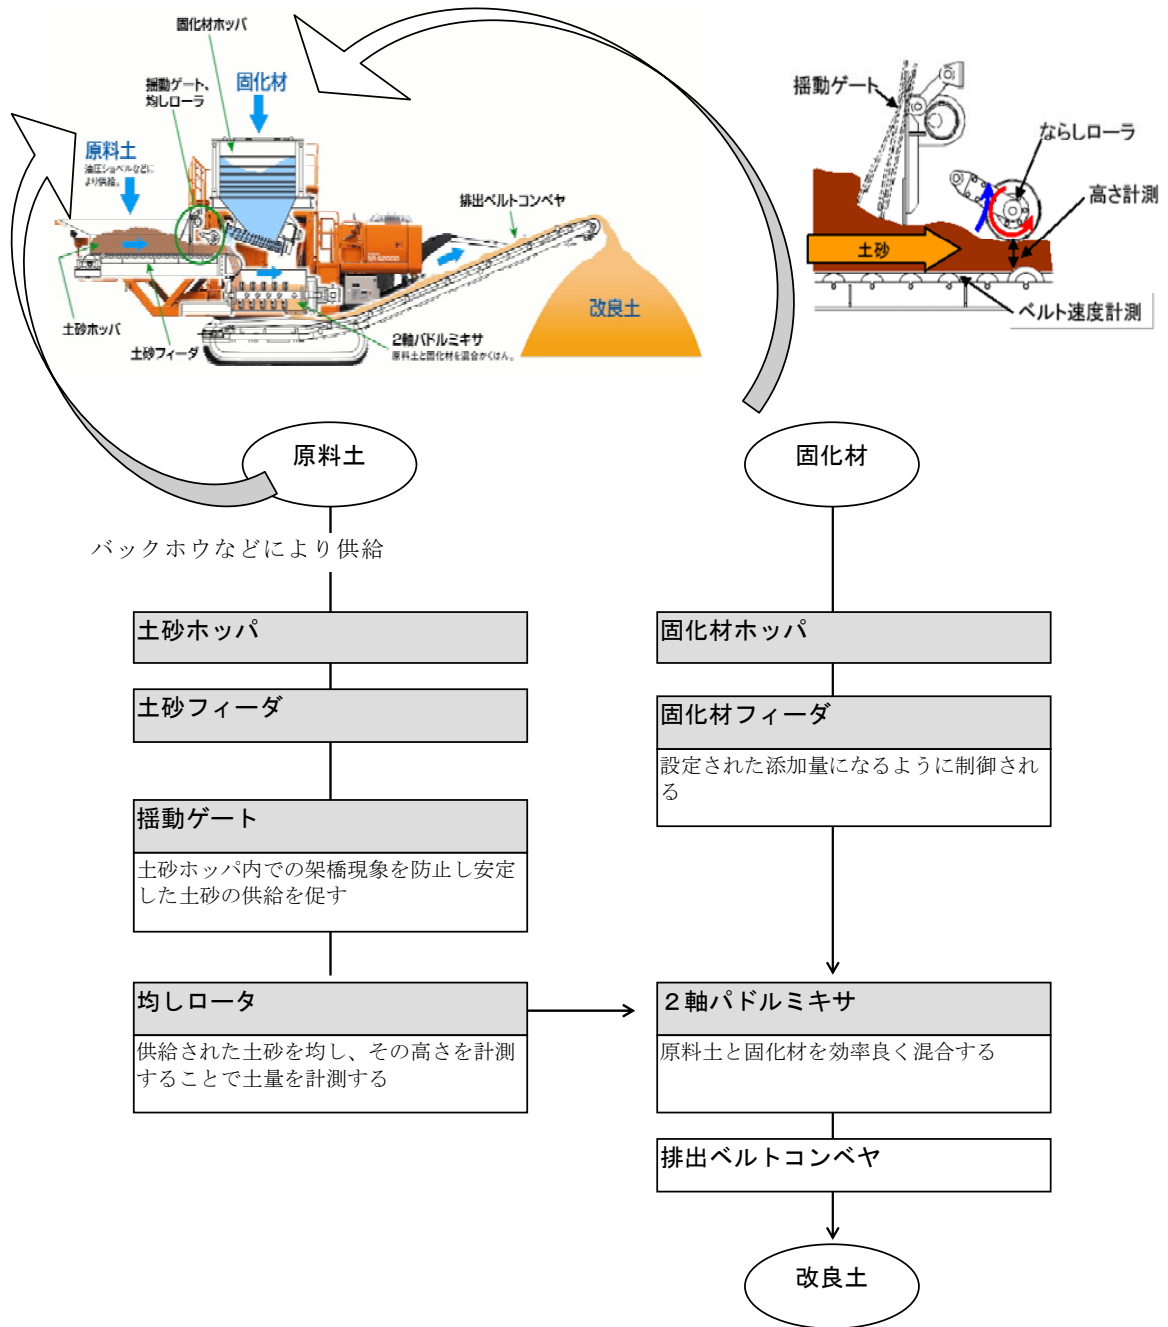 固化材ホッパ
揺動ゲート、
均しローラ
固化材
原料土
油圧ショベルなどに
より供給。
排出ベルトコンベヤ
土砂ホッパ
土砂フィーダ
2軸パドルミキサ
原料土と固化材を混合かくはん。
改良土
揺動ゲート
ならしローラ
高さ計測
土砂
ベルト速度計測
原料土
固化材
バックホウなどにより供給
土砂ホッパ
固化材ホッパ
土砂フィーダ
固化材フィーダ
設定された添加量になるように制御され
る
揺動ゲート
土砂ホッパ内での架橋現象を防止し安定
した土砂の供給を促す
均しロータ
供給された土砂を均し、その高さを計測
することで土量を計測する
２軸パドルミキサ
原料土と固化材を効率良く混合する
排出ベルトコンベヤ
改良土